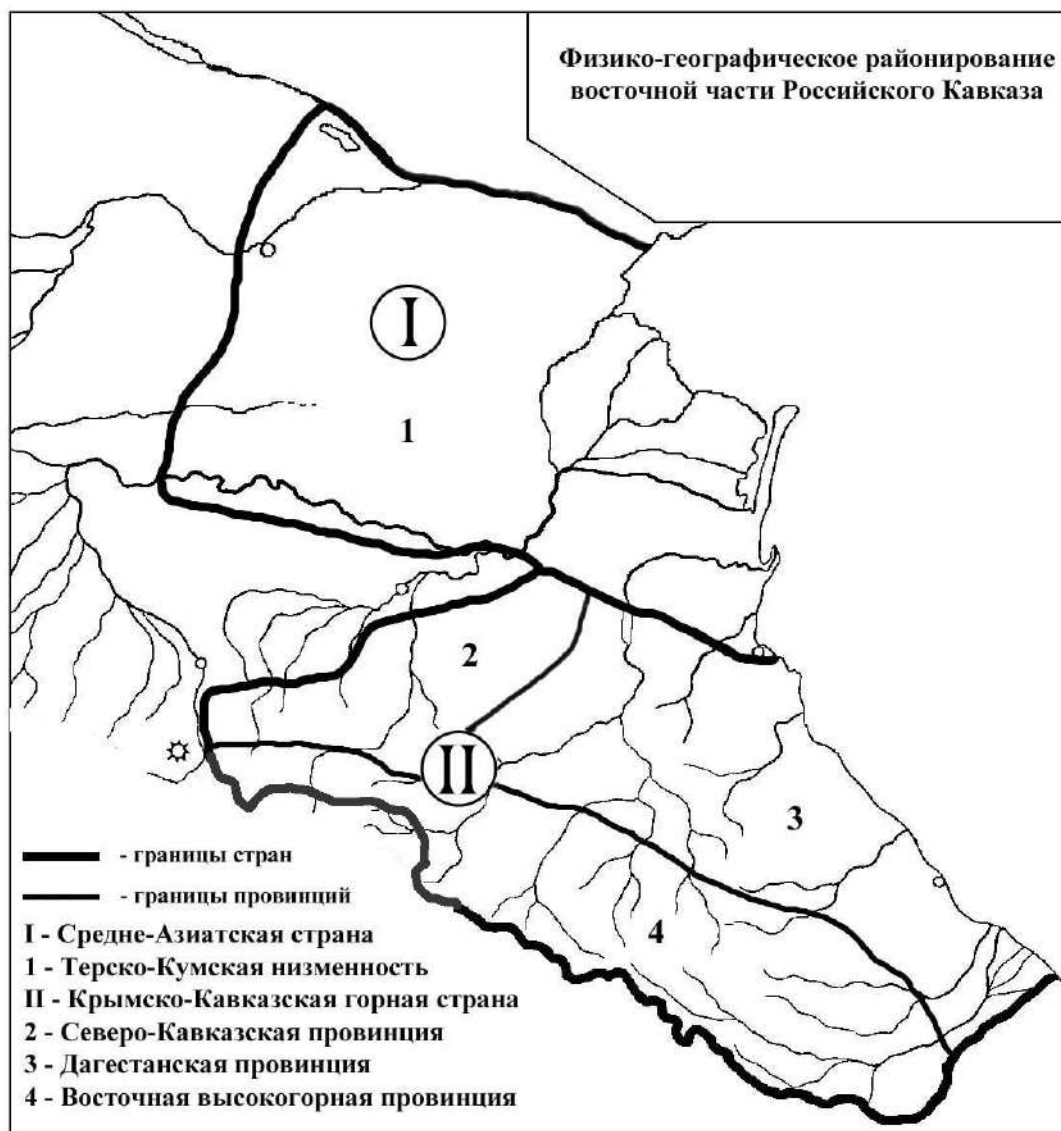 Физико-географическое районирование
восточной части Российского Кавказа
I
1
2
II
3
4
- границы стран
- границы провинций
I - Средне-Азиатская страна
1 - Терско-Кумская низменность
II - Крымско-Кавказская горная страна
2 - Северо-Кавказская провинция
3 - Дагестанская провинция
4 - Восточная высокогорная провинция